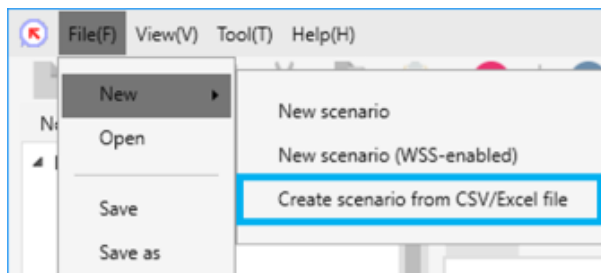 File(F) View(V) Tool(T) Help(H)
New
New scenario
Open
New scenario (WSS-enabled)
Create scenario from CSV/Excel file
Save
Save as